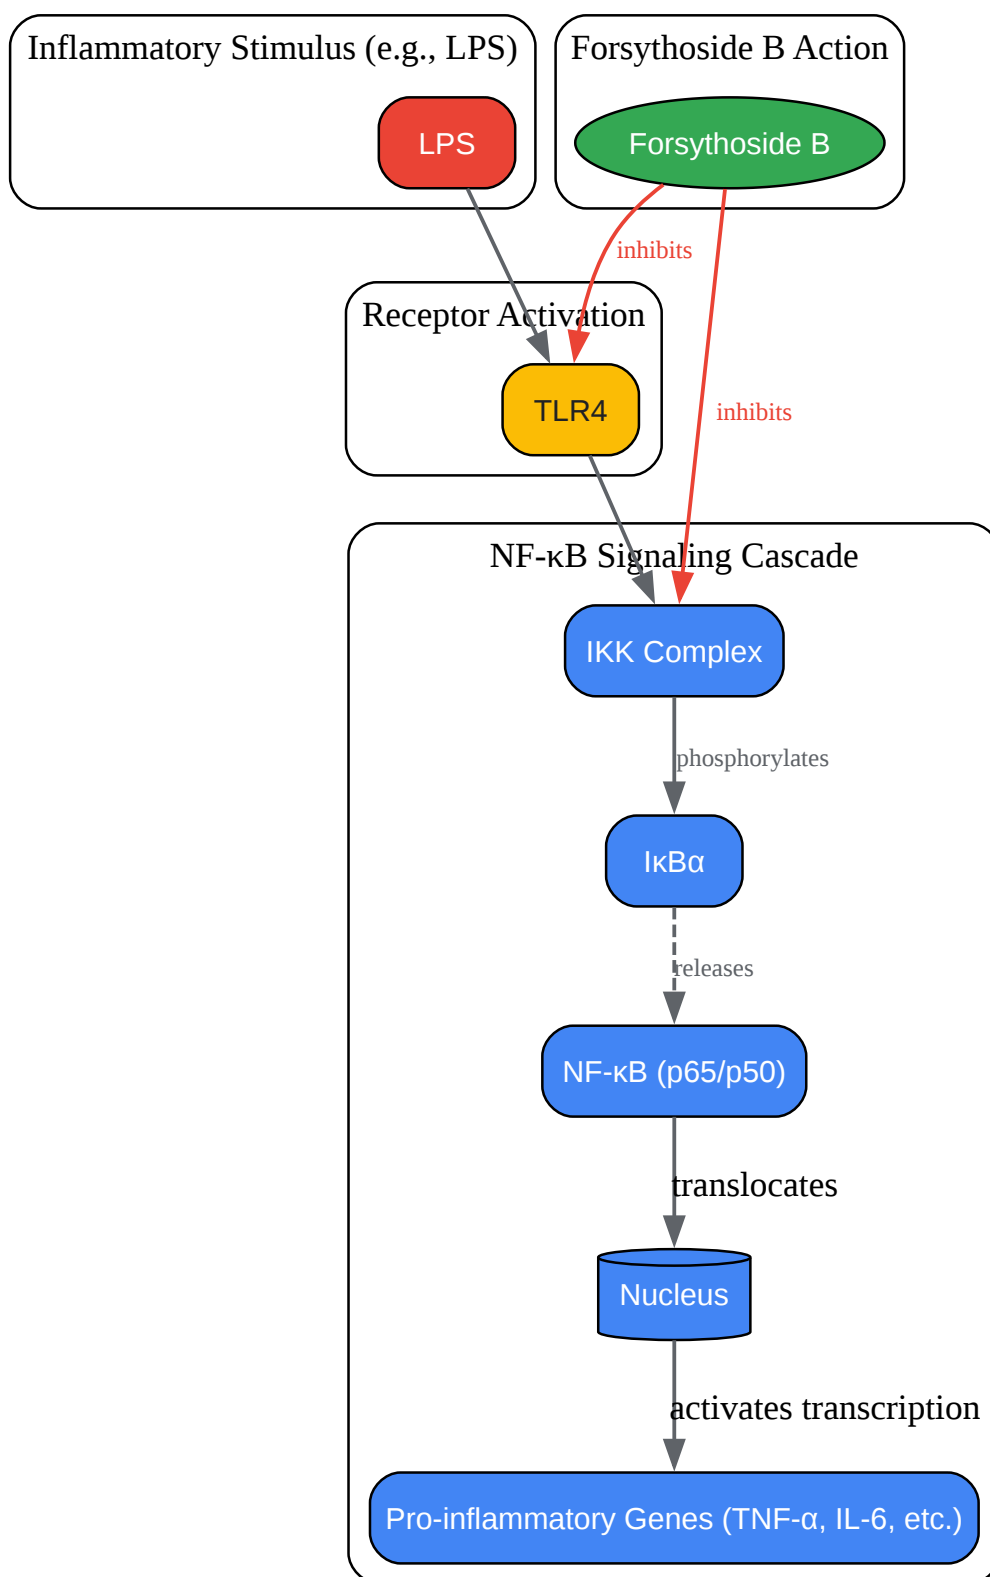 Inflammatory Stimulus (e.g., LPS)
Forsythoside B Action
LPS
Forsythoside B
inhibits
Receptor Activation
TLR4
inhibits
NF-κB Signaling Cascade
IKK Complex
phosphorylates
IκBα
releases
NF-κB (p65/p50)
translocates
Nucleus
activates transcription
Pro-inflammatory Genes (TNF-α, IL-6, etc.)